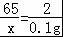 65/x = 2/0.1g